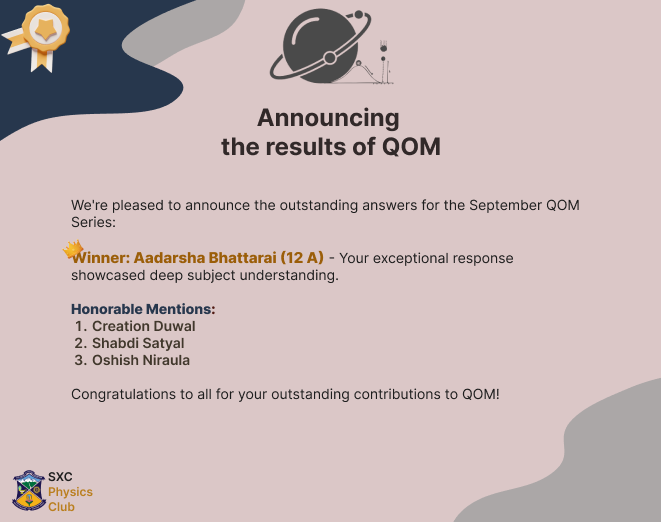 Announcing
the results of QOM
We're pleased to announce the outstanding answers for the September QOM
Series:
Winner: Aadarsha Bhattarai (12 A) - Your exceptional response
showcased deep subject understanding.
Honorable Mentions:
1. Creation Duwal
2. Shabdi Satyal
3. Oshish Niraula
Congratulations to all for your outstanding contributions to QOM!
SXC
Physics
Club